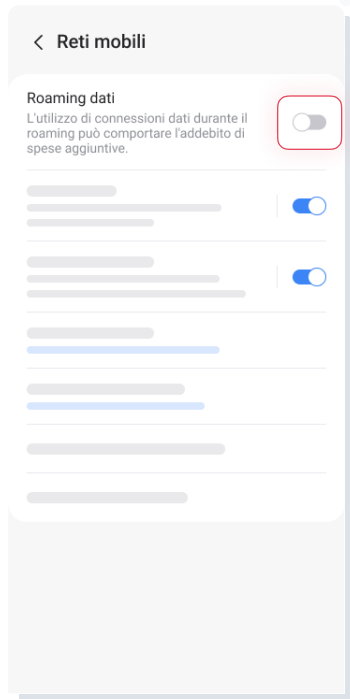 Reti mobili
Roaming dati
L'utilizzo di connessioni dati durante il
roaming può comportare l'addebito di
spese aggiuntive.